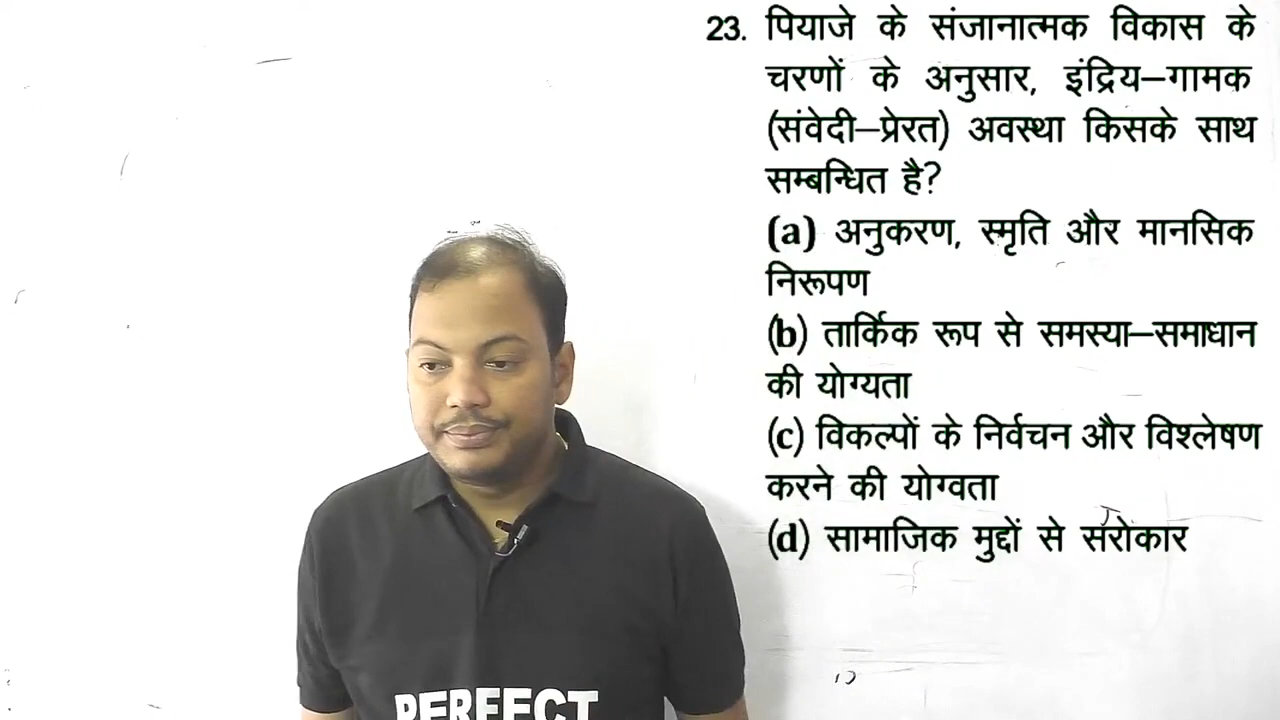 23. पियाजे के संजानात्मक विकास के
चरणों के अनुसार, इंद्रिय–गामक
(संवेदी–प्रेरत) अवस्था किसके साथ
सम्बन्धित है?
(a) अनुकरण, स्मृति और मानसिक
निरूपण
(b) तार्किक रूप से समस्या–समाधान
की योग्यता
(c) विकल्पों के निर्वचन और विश्लेषण
करने की योग्वता
(d) सामाजिक मुद्दों से सरोकार
PERFECT